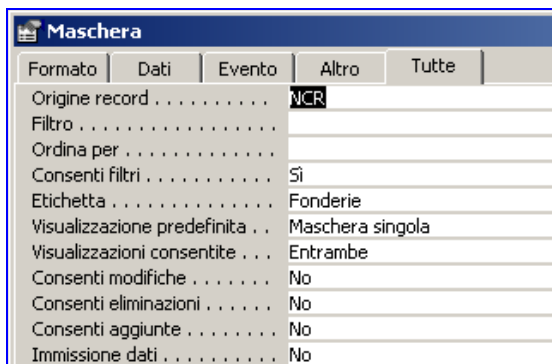 Maschera
Formato Dati Evento Altro Tutte
Origine record . . . . . . . . . . NCR
Filtro . . . . . . . . . . . . . . . . .
Ordina per . . . . . . . . . . . . .
Consenti filtri . . . . . . . . . . . Sì
Etichetta . . . . . . . . . . . . . . Fonderie
Visualizzazione predefinita . . Maschera singola
Visualizzazioni consentite . . . Entrambe
Consenti modifiche . . . . . . . No
Consenti eliminazioni . . . . . . No
Consenti aggiunte . . . . . . . . No
Immissione dati . . . . . . . . . . No